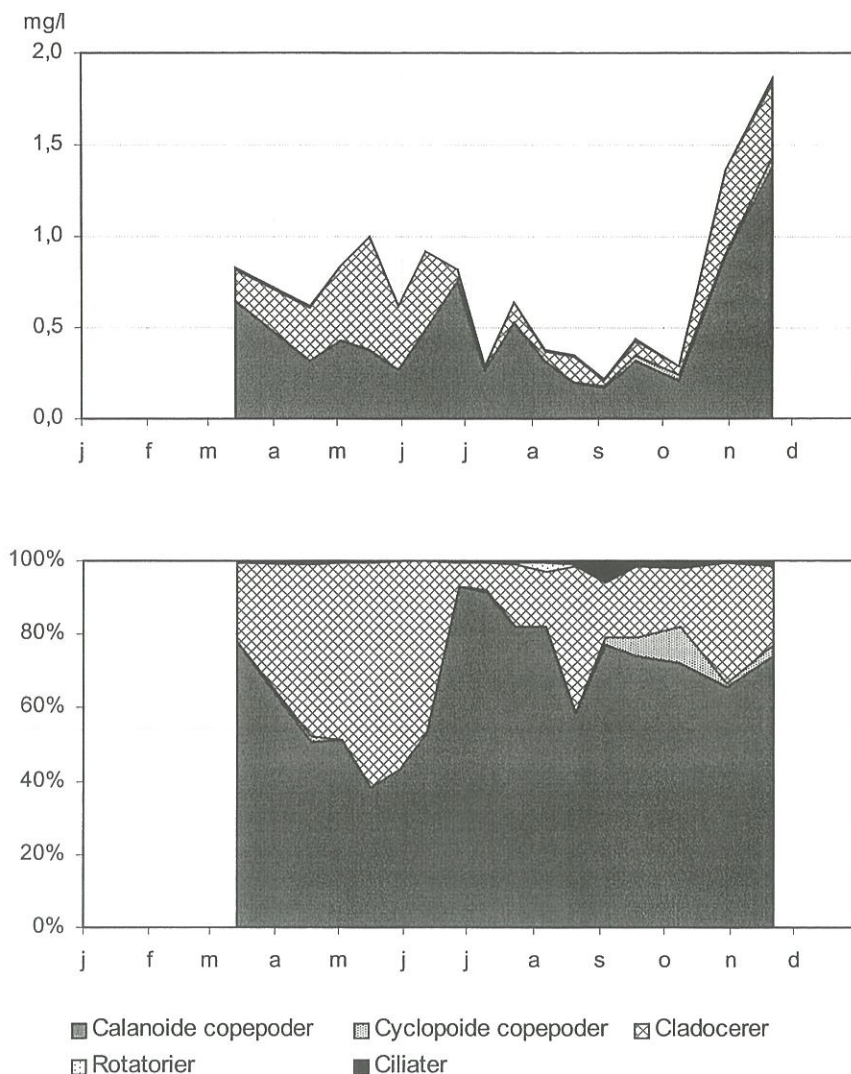 mg/l
2,0
1,5
1,0
0,5
0,0
j f m a m j j a s o n d
100%
80%
60%
40%
20%
0%
j f m a m j j a s o n d
Calanoide copepoder Cyclopoide copepoder Cladocerer
Rotatorier Ciliater